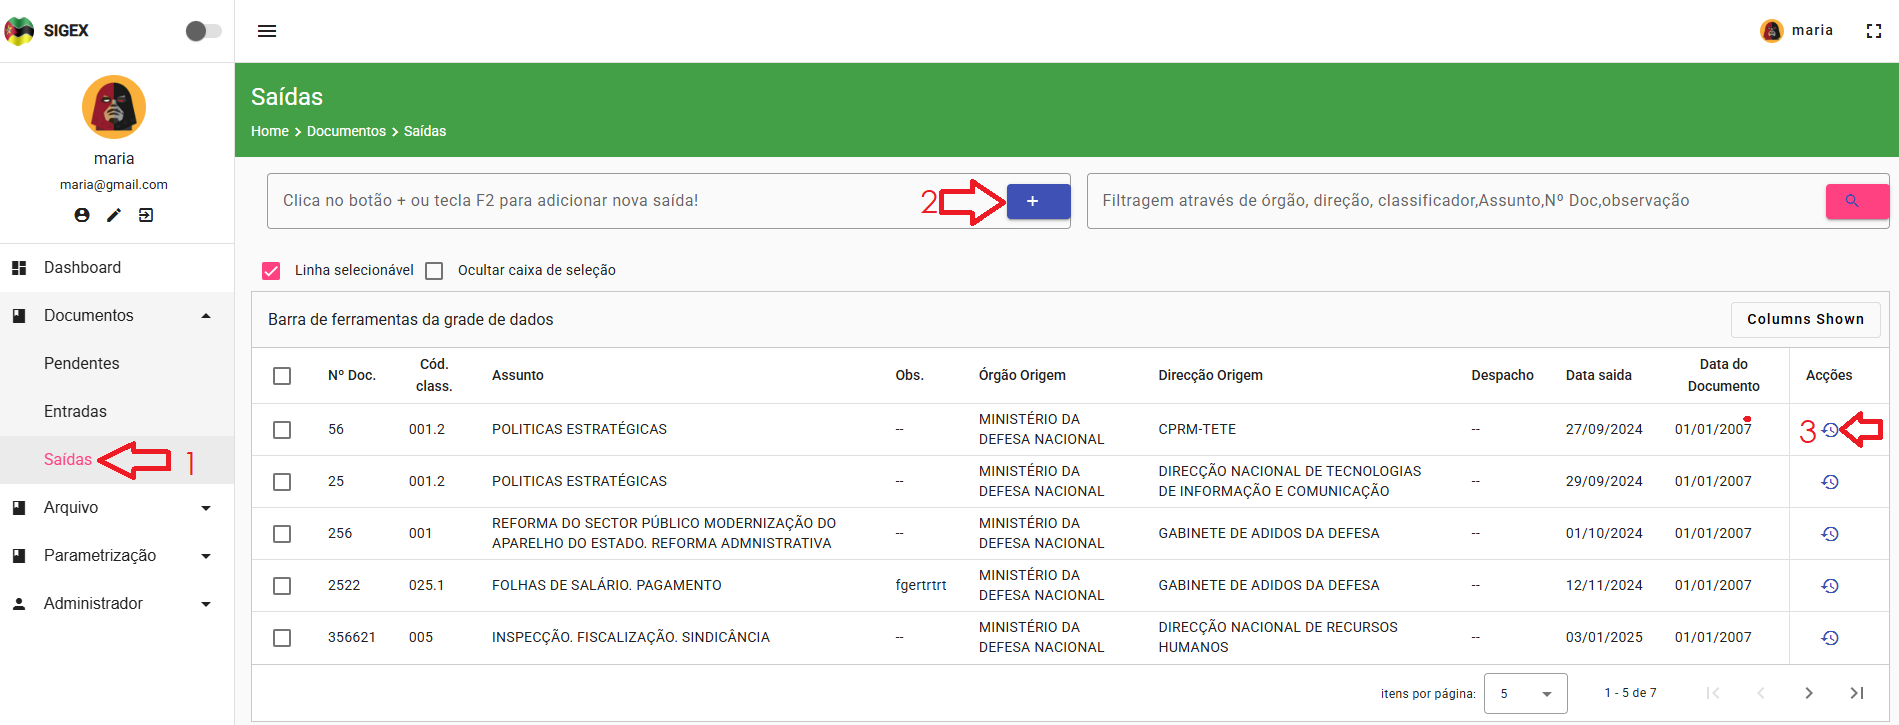 SIGEX
maria
maria
maria@gmail.com
Dashboard
Documentos
Pendentes
Entradas
Saídas
1
Arquivo
Parametrização
Administrador
Saídas
Home > Documentos > Saídas
Clica no botão + ou tecla F2 para adicionar nova saída!
2
+
Filtragem através de órgão, direção, classificador,Assunto,Nº Doc,observação
Linha selecionável
Ocultar caixa de seleção
Barra de ferramentas da grade de dados
Columns Shown
Nº Doc. Cód. class. Assunto Obs. Órgão Origem Direcção Origem Despacho Data saida Data do Documento Acções
56 001.2 POLITICAS ESTRATÉGICAS -- MINISTÉRIO DA DEFESA NACIONAL CPRM-TETE -- 27/09/2024 01/01/2007 3
25 001.2 POLITICAS ESTRATÉGICAS -- MINISTÉRIO DA DEFESA NACIONAL DIRECÇÃO NACIONAL DE TECNOLOGIAS DE INFORMAÇÃO E COMUNICAÇÃO -- 29/09/2024 01/01/2007
256 001 REFORMA DO SECTOR PÚBLICO MODERNIZAÇÃO DO APARELHO DO ESTADO. REFORMA ADMNISTRATIVA -- MINISTÉRIO DA DEFESA NACIONAL GABINETE DE ADIDOS DA DEFESA -- 01/10/2024 01/01/2007
2522 025.1 FOLHAS DE SALÁRIO. PAGAMENTO fgertrtrt MINISTÉRIO DA DEFESA NACIONAL GABINETE DE ADIDOS DA DEFESA -- 12/11/2024 01/01/2007
356621 005 INSPECÇÃO. FISCALIZAÇÃO. SINDICÂNCIA -- MINISTÉRIO DA DEFESA NACIONAL DIRECÇÃO NACIONAL DE RECURSOS HUMANOS -- 03/01/2025 01/01/2007
itens por página: 5 1 - 5 de 7